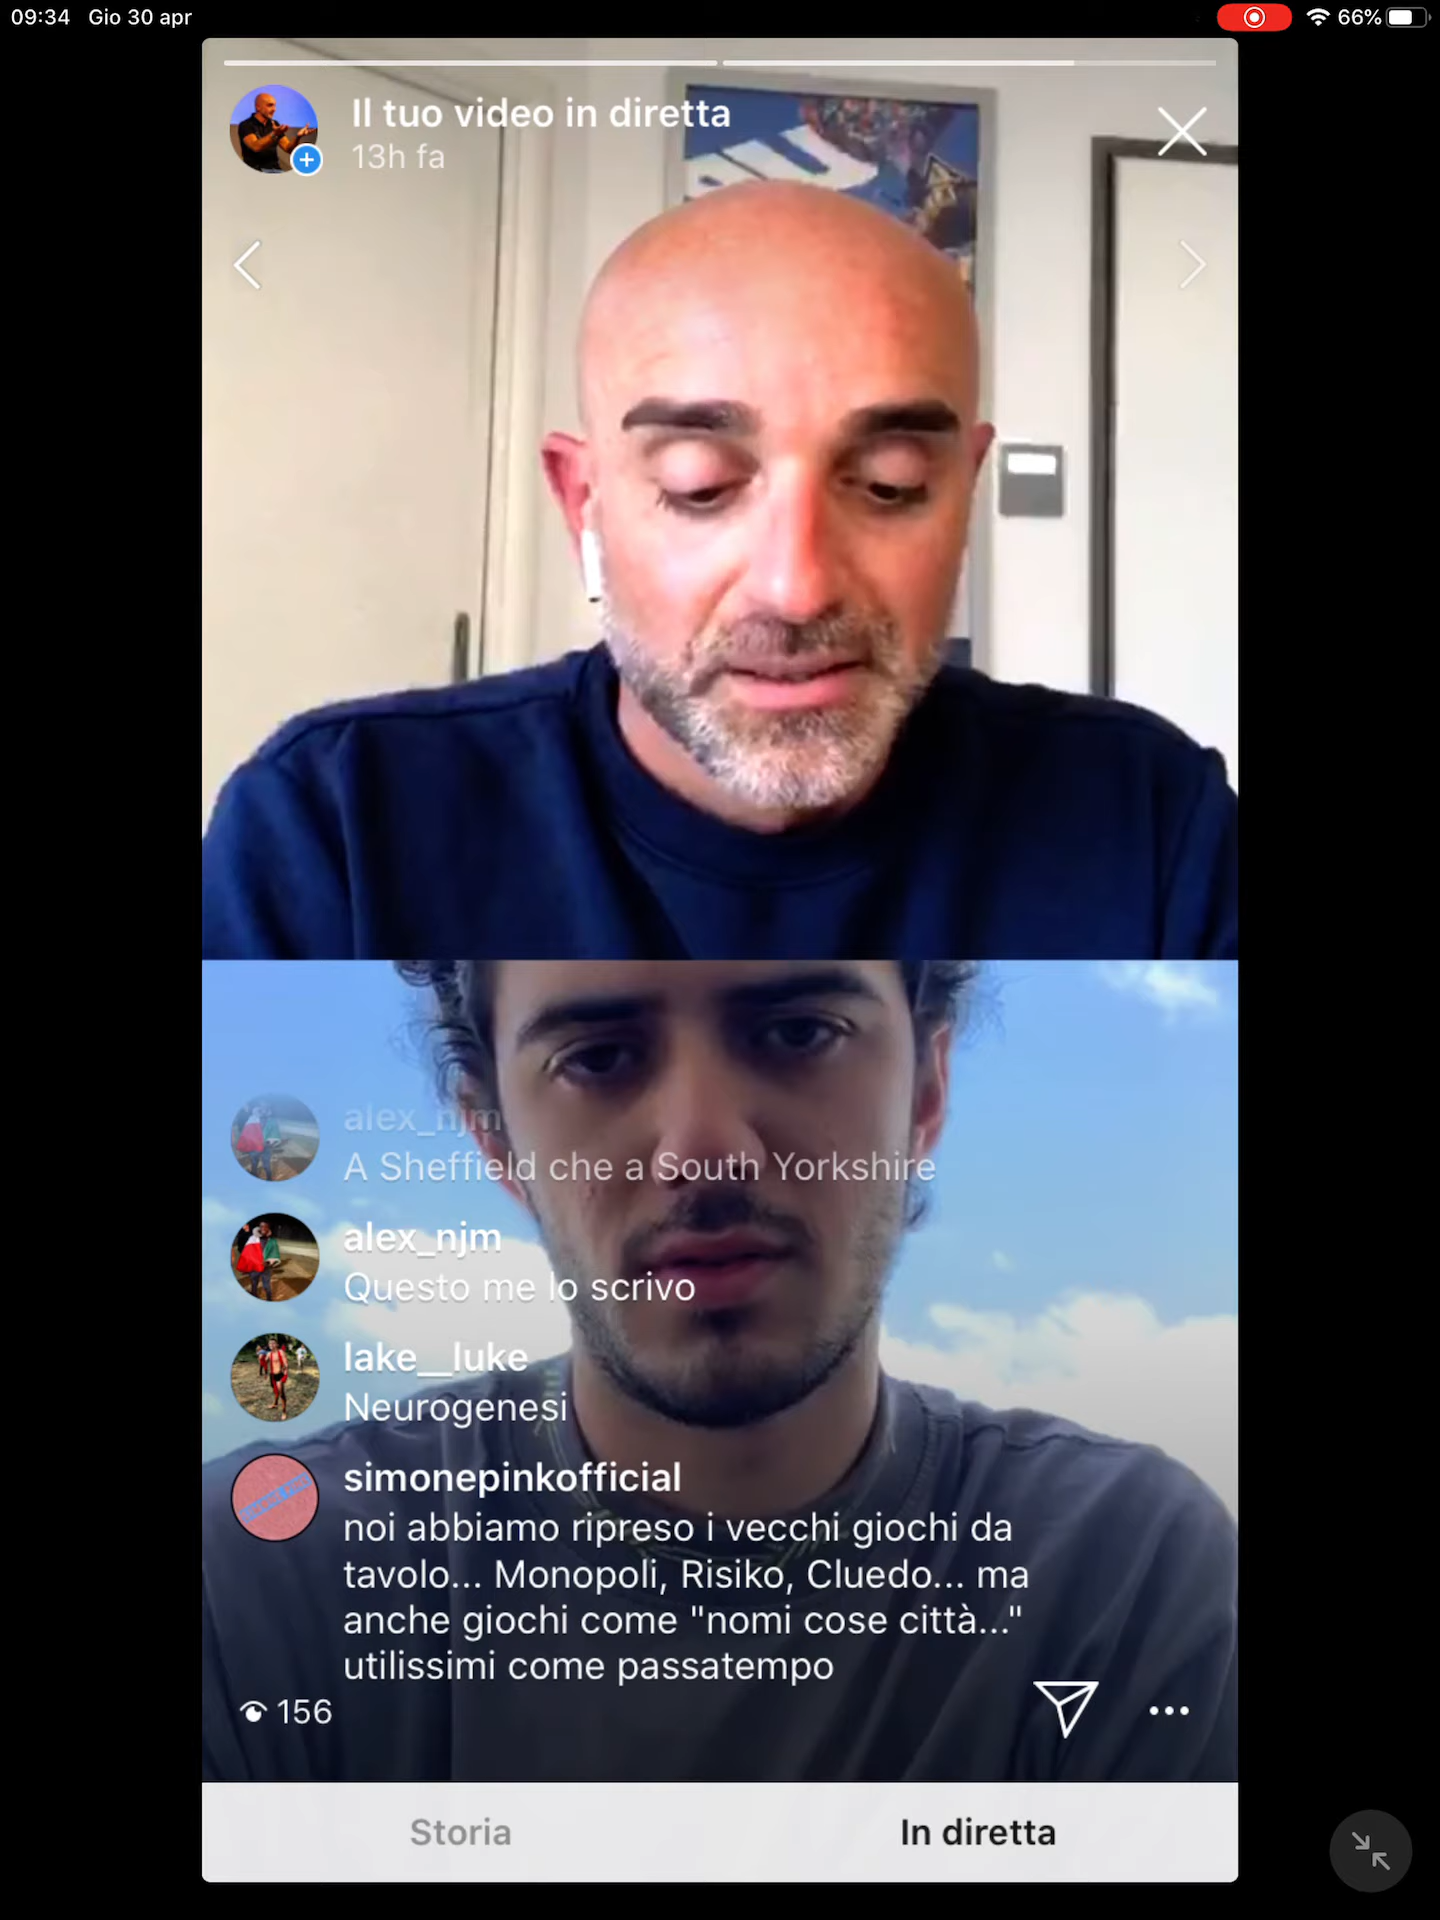 09:34 Gio 30 apr
66%
Il tuo video in diretta
13h fa
alex_njm
A Sheffield che a South Yorkshire
alex_njm
Questo me lo scrivo
lake__luke
Neurogenesi
simonepinkofficial
noi abbiamo ripreso i vecchi giochi da
tavolo... Monopoli, Risiko, Cluedo... ma
anche giochi come "nomi cose città..."
utilissimi come passatempo
156
Storia
In diretta